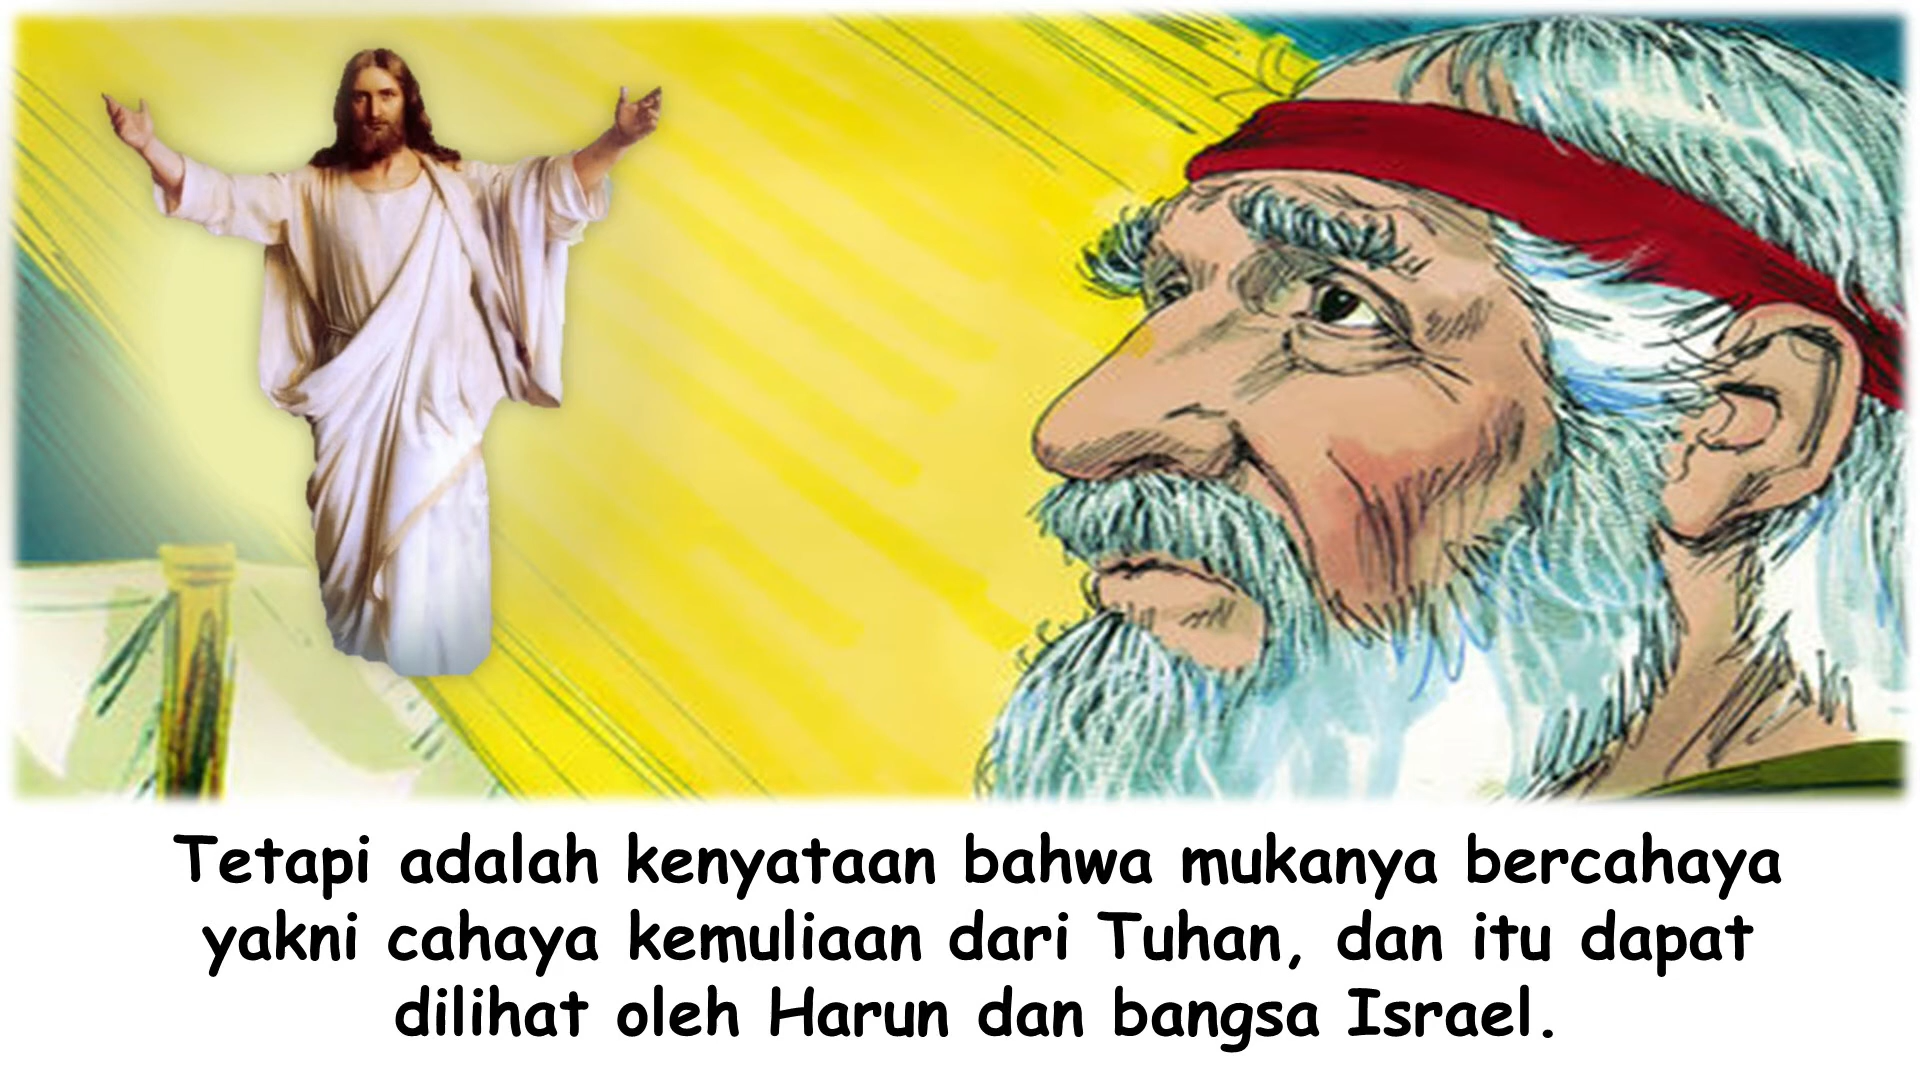 Tetapi adalah kenyataan bahwa mukanya bercahaya
yakni cahaya kemuliaan dari Tuhan, dan itu dapat
dilihat oleh Harun dan bangsa Israel.